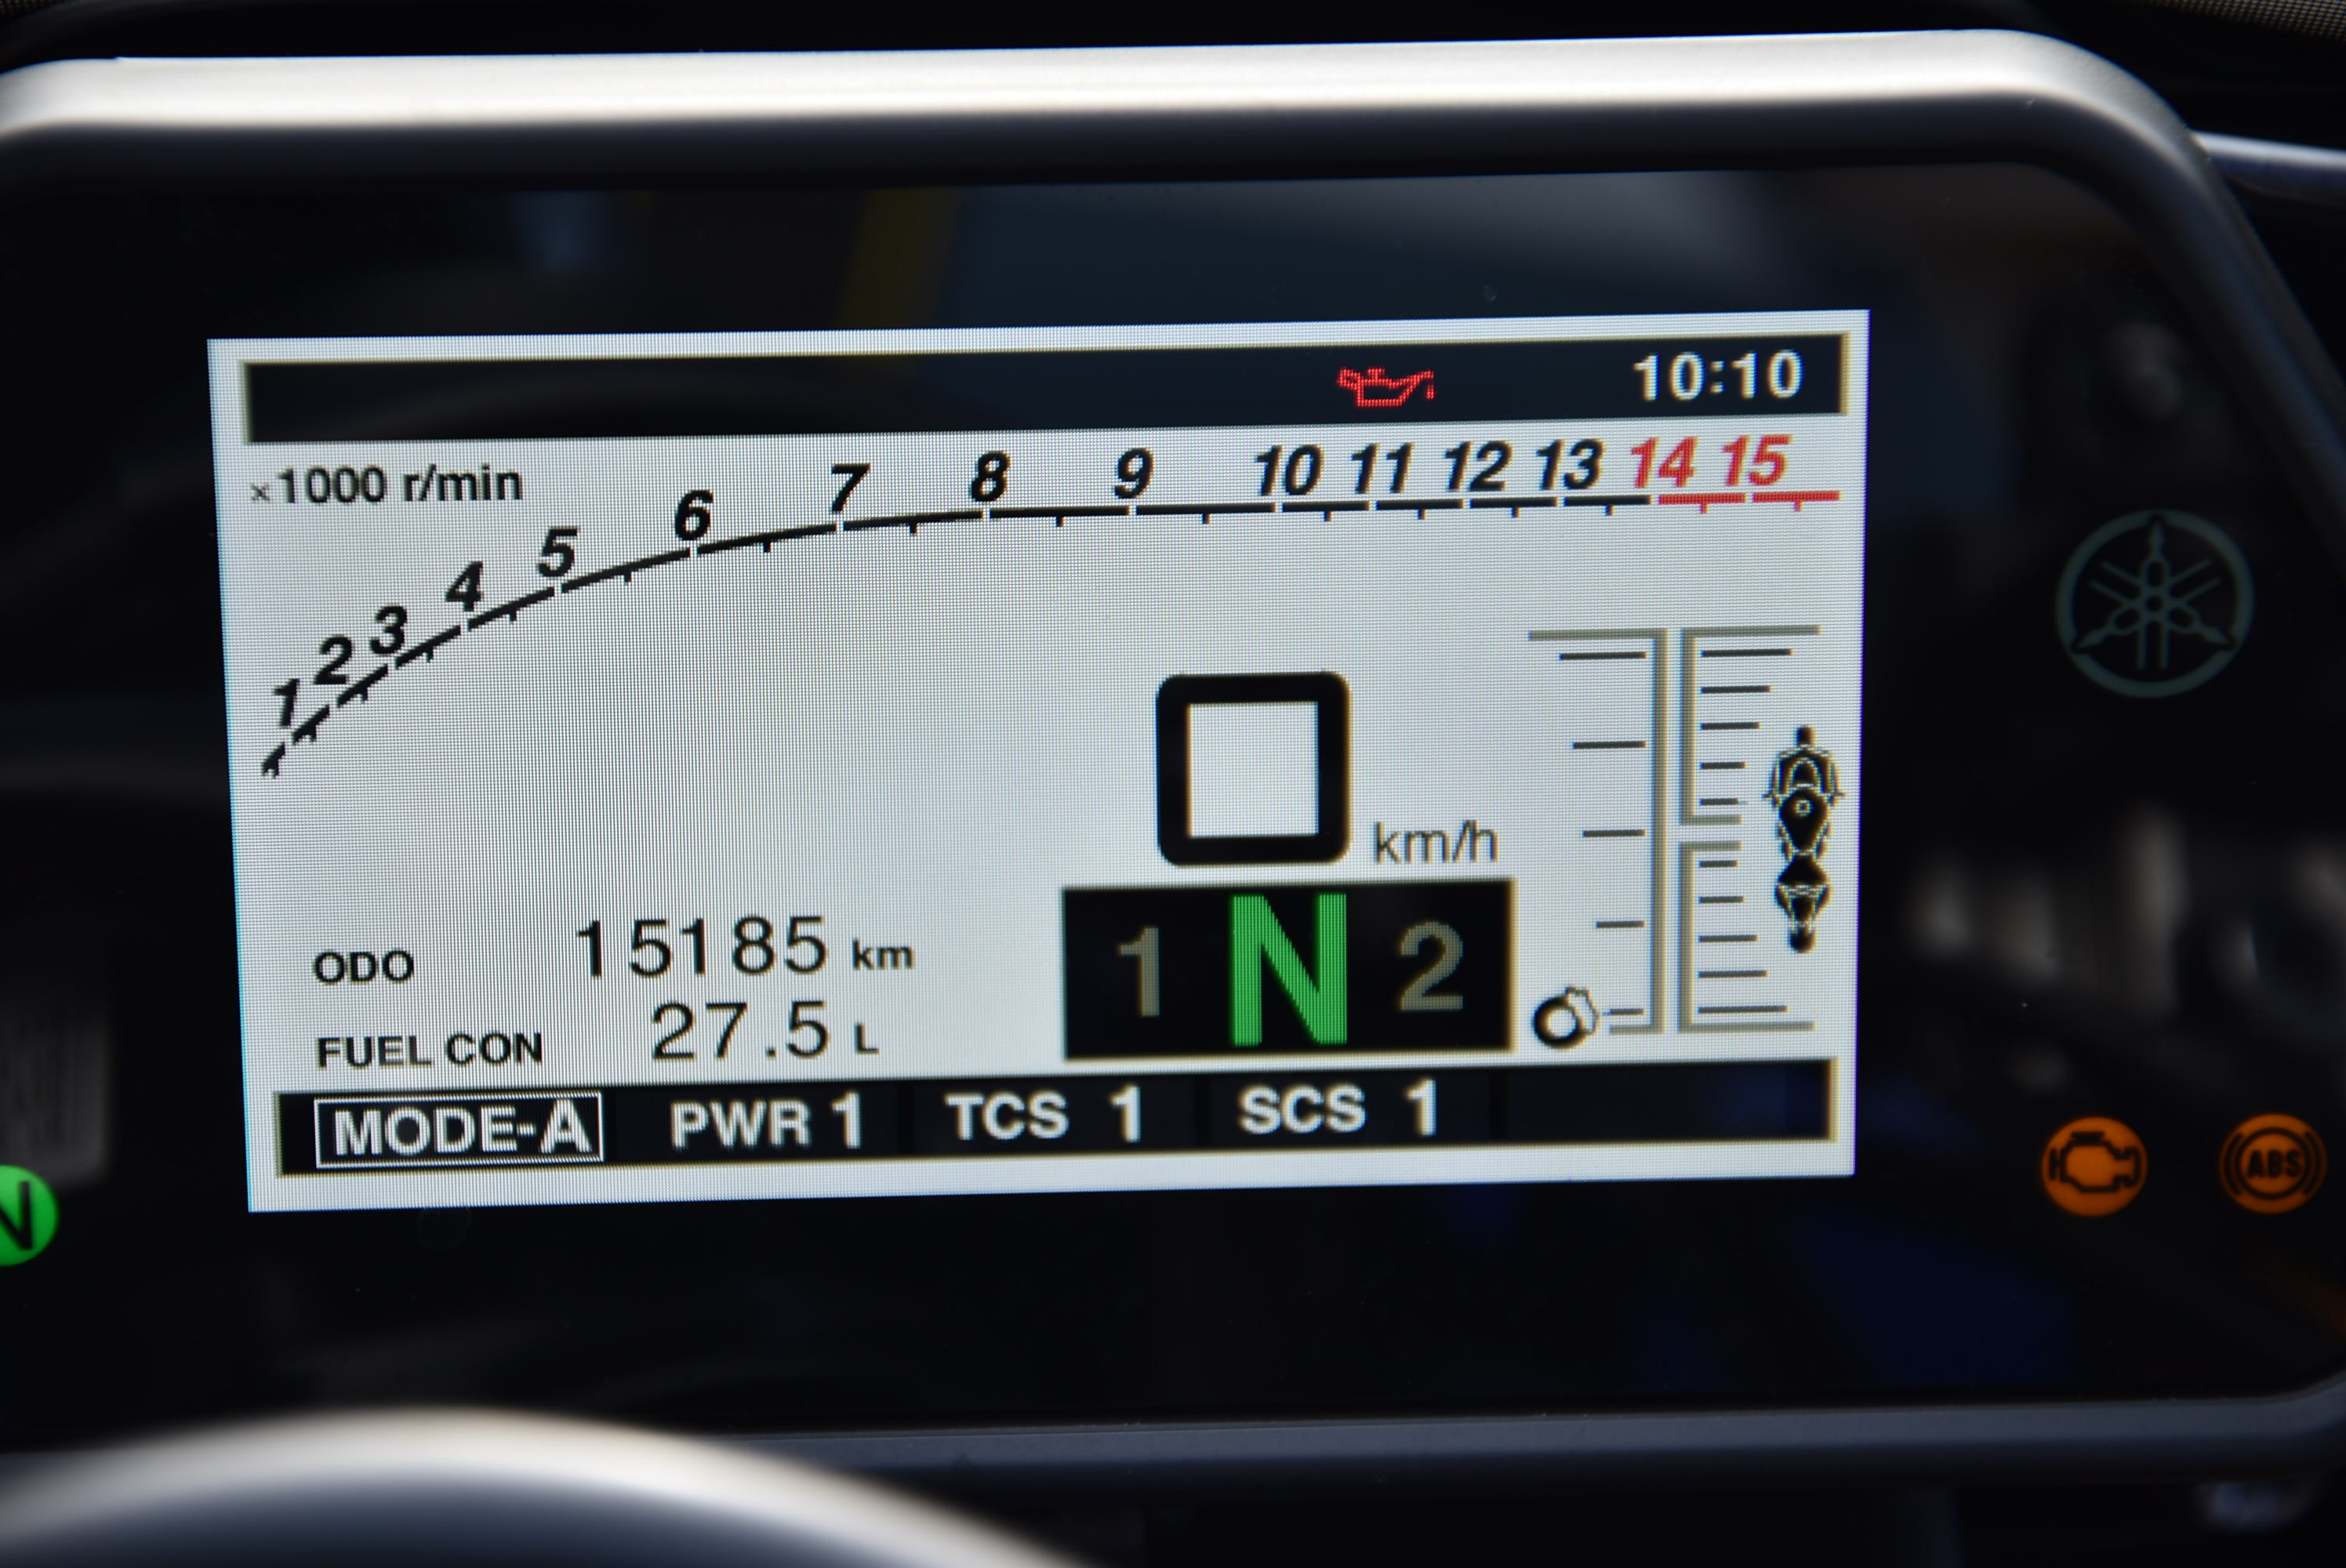 10:10
×1000 r/min
1 2 3 4 5 6 7 8 9 10 11 12 13 14 15
0 km/h
ODO 15185 km
FUEL CON 27.5 L
1 N 2
MODE-A PWR 1 TCS 1 SCS 1
N
ABS